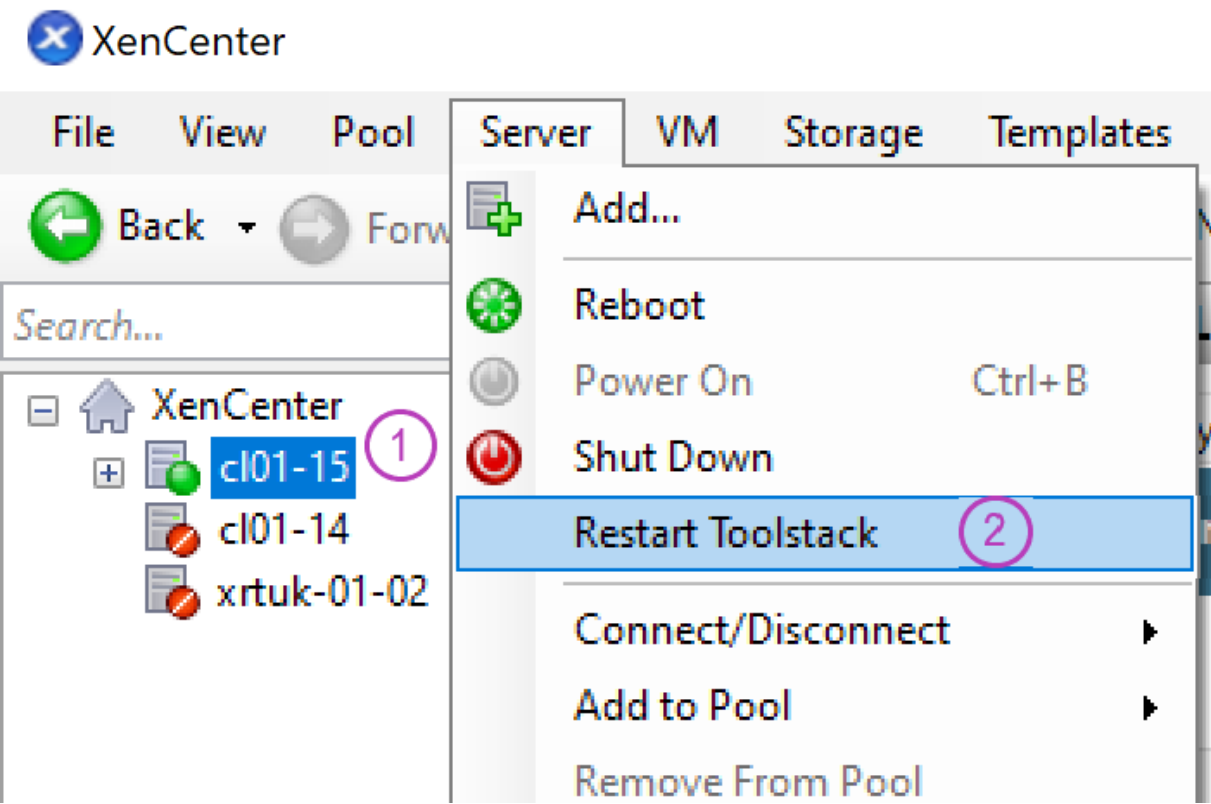 XenCenter
File View Pool Server VM Storage Templates
Back Forw
Add...
Search...
Reboot
Power On Ctrl+B
XenCenter
cl01-15 1
Shut Down
cl01-14
Restart Toolstack 2
xrtuk-01-02
Connect/Disconnect
Add to Pool
Remove From Pool